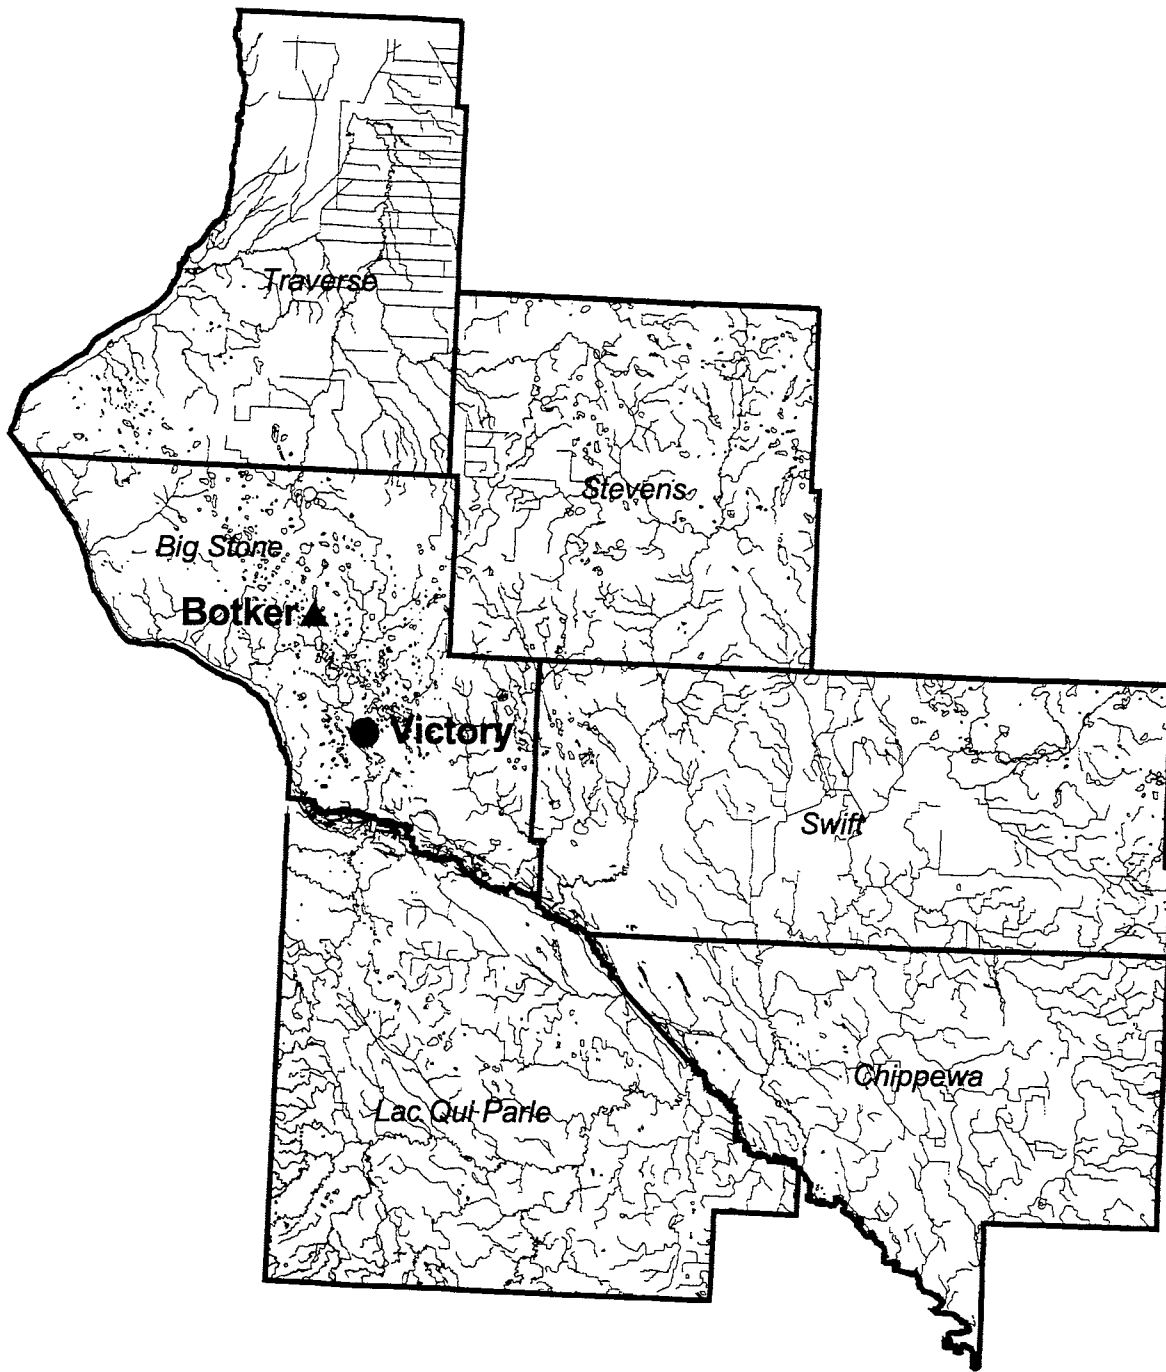 Traverse
Stevens
Big Stone
Botker
Victory
Swift
Chippewa
Lac Qui Parle